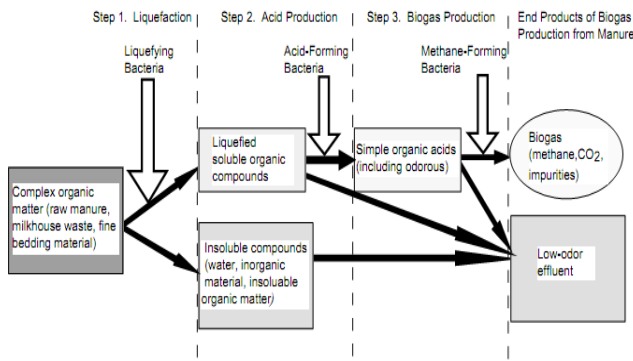 Step 1. Liquefaction
Step 2. Acid Production
Step 3. Biogas Production
End Products of Biogas
Production from Manure
Liquefying
Bacteria
Acid-Forming
Bacteria
Methane-Forming
Bacteria
Complex organic
matter (raw manure,
milkhouse waste, fine
bedding material)
Liquefied
soluble organic
compounds
Insoluble compounds
(water, inorganic
material, insoluable
organic matter)
Simple organic acids
(including odorous)
Biogas
(methane,CO2,
impurities)
Low-odor
effluent